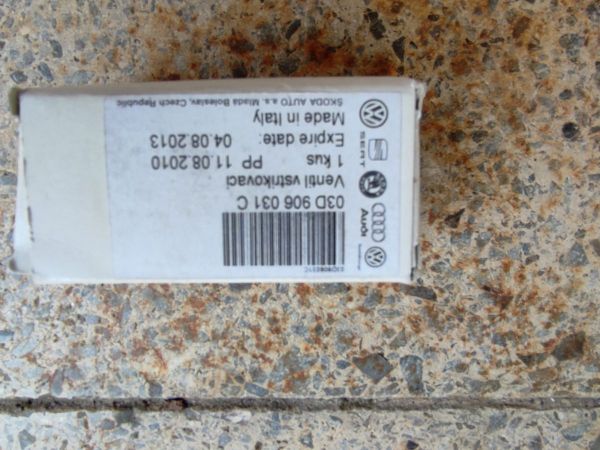 03D 906 031 C
Ventil vstrikovaci
1 kus PP 11.08.2010
Expire date: 04.08.2013
Made in Italy
ŠKODA AUTO a.s. Mladá Boleslav, Czech Republic
Audi
SEAT